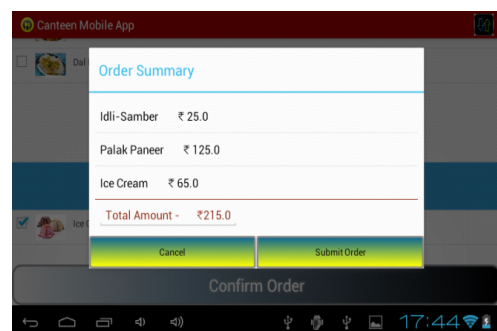 Canteen Mobile App
Dal
Order Summary
Idli-Samber ₹ 25.0
Palak Paneer ₹ 125.0
Ice Cream ₹ 65.0
Ice
Total Amount - ₹215.0
Cancel Submit Order
Confirm Order
17:44